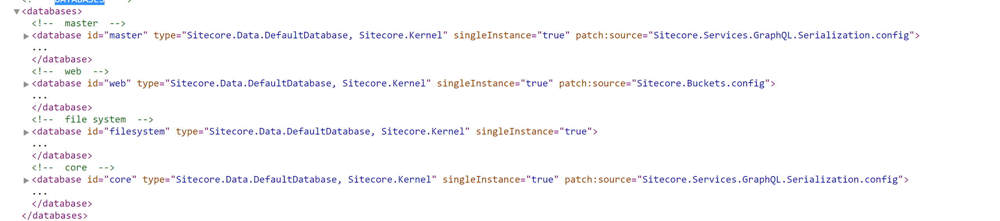 <!-- DATABASES -->
<databases>
<!--  master  -->
<database id="master" type="Sitecore.Data.DefaultDatabase, Sitecore.Kernel" singleInstance="true" patch:source="Sitecore.Services.GraphQL.Serialization.config">
...
</database>
<!--  web  -->
<database id="web" type="Sitecore.Data.DefaultDatabase, Sitecore.Kernel" singleInstance="true" patch:source="Sitecore.Buckets.config">
...
</database>
<!--  file system  -->
<database id="filesystem" type="Sitecore.Data.DefaultDatabase, Sitecore.Kernel" singleInstance="true">
...
</database>
<!--  core  -->
<database id="core" type="Sitecore.Data.DefaultDatabase, Sitecore.Kernel" singleInstance="true" patch:source="Sitecore.Services.GraphQL.Serialization.config">
...
</database>
</databases>